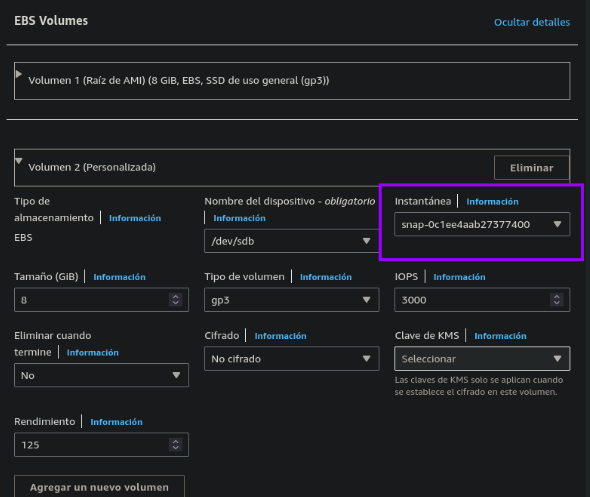 EBS Volumes
Ocultar detalles
Volumen 1 (Raíz de AMI) (8 GiB, EBS, SSD de uso general (gp3))
Volumen 2 (Personalizada)
Eliminar
Tipo de
almacenamiento
Información
EBS
Nombre del dispositivo - obligatorio
Información
/dev/sdb
Instantánea
Información
snap-0c1ee4aab27377400
Tamaño (GiB)
Información
8
Tipo de volumen
Información
gp3
IOPS
Información
3000
Eliminar cuando
termine
Información
No
Cifrado
Información
No cifrado
Clave de KMS
Información
Seleccionar
Las claves de KMS solo se aplican cuando
se establece el cifrado en este volumen.
Rendimiento
Información
125
Agregar un nuevo volumen